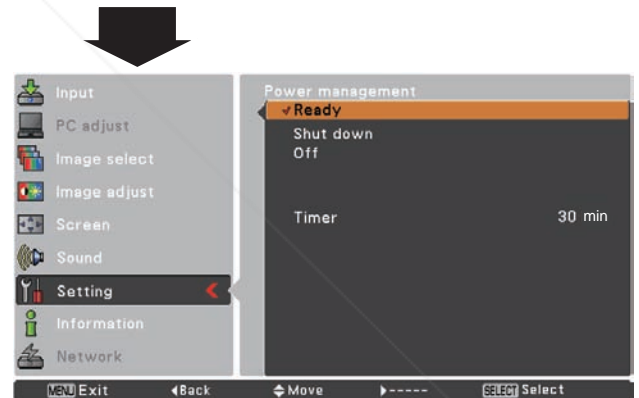 Input
PC adjust
Image select
Image adjust
Screen
Sound
Setting
Information
Network
Power management
Ready
Shut down
Off
Timer 30 min
MENU Exit Back Move ----- SELECT Select